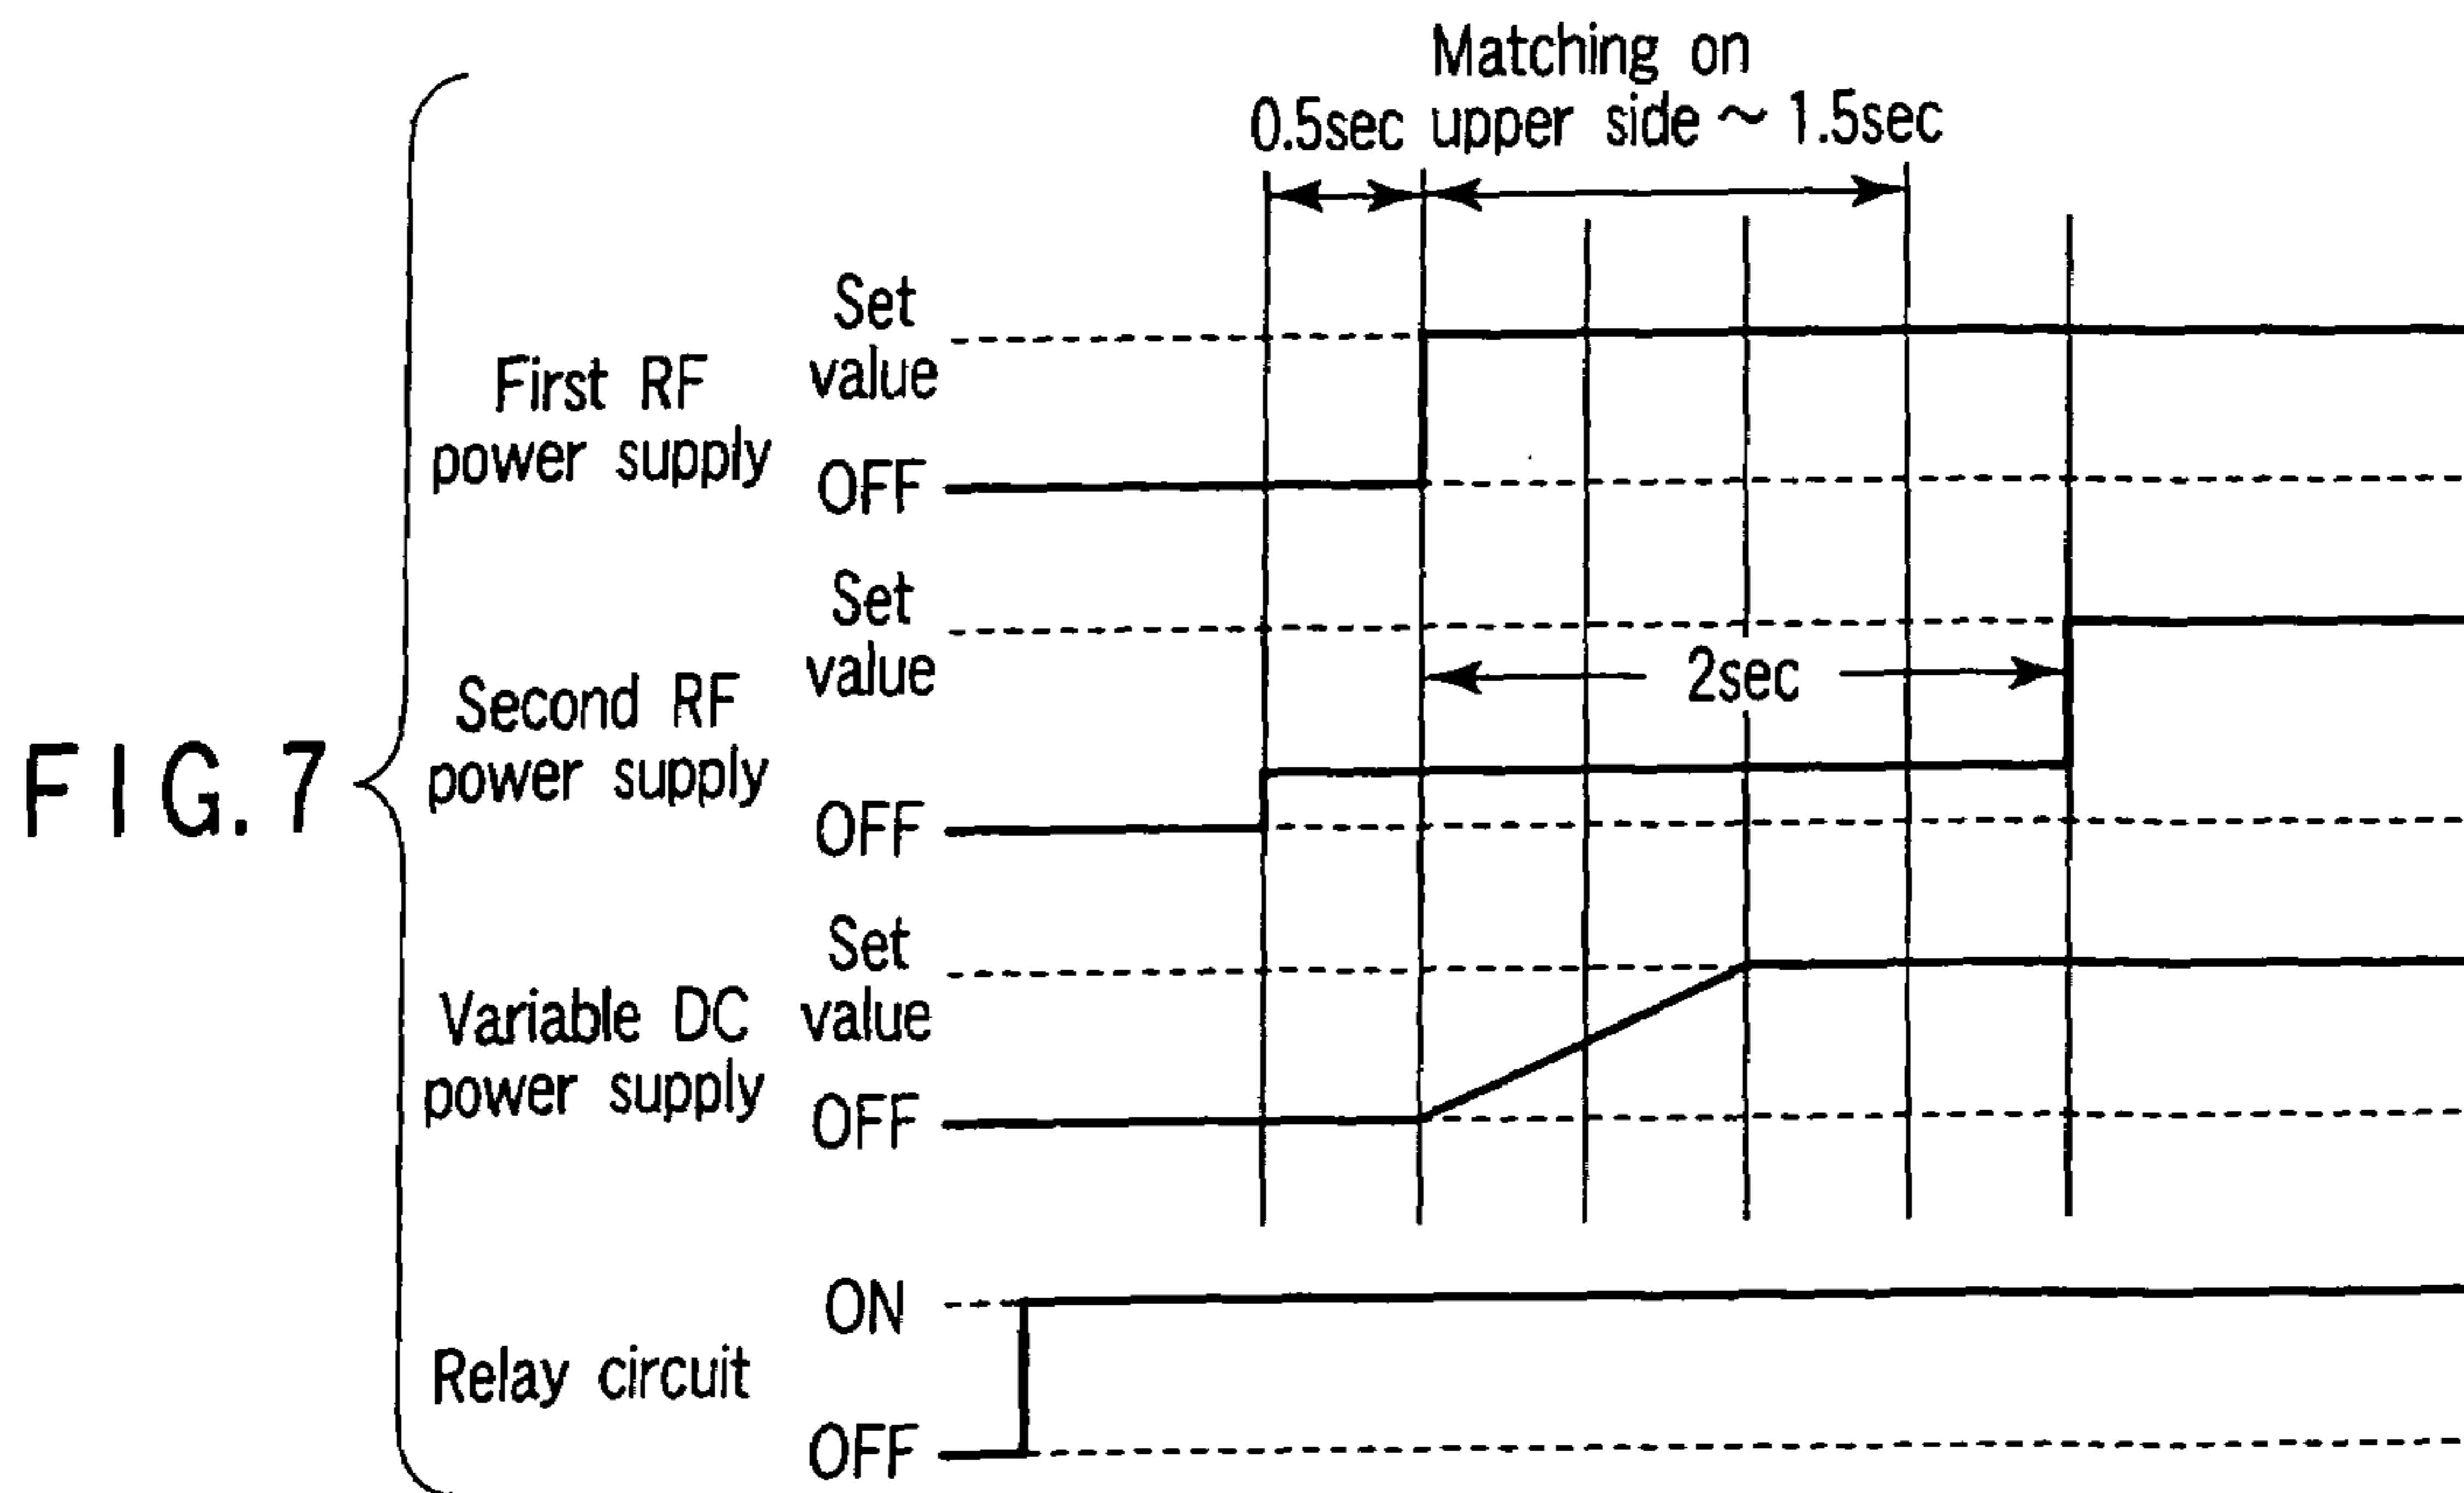 Matching on
0.5sec upper side ~ 1.5sec
FIG. 7
First RF
power supply
Set
value
OFF
Second RF
power supply
Set
value
OFF
2sec
Variable DC
power supply
Set
value
OFF
Relay circuit
ON
OFF